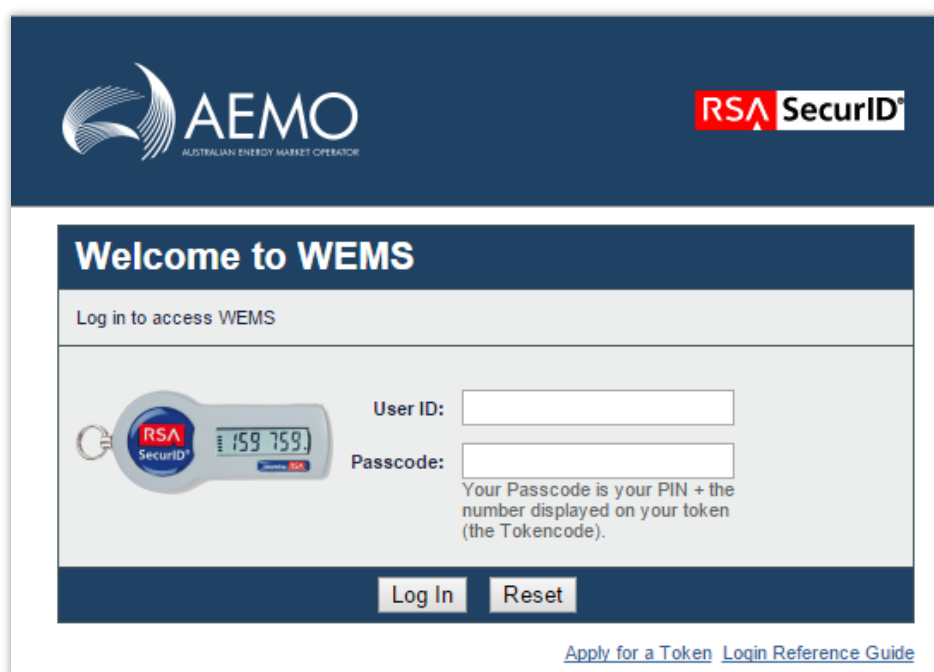 AEMO
AUSTRALIAN ENERGY MARKET OPERATOR
RSA SecurID®
Welcome to WEMS
Log in to access WEMS
RSA
SecurID®
159 759
RSA
User ID:
Passcode:
Your Passcode is your PIN + the
number displayed on your token
(the Tokencode).
Log In
Reset
Apply for a Token Login Reference Guide